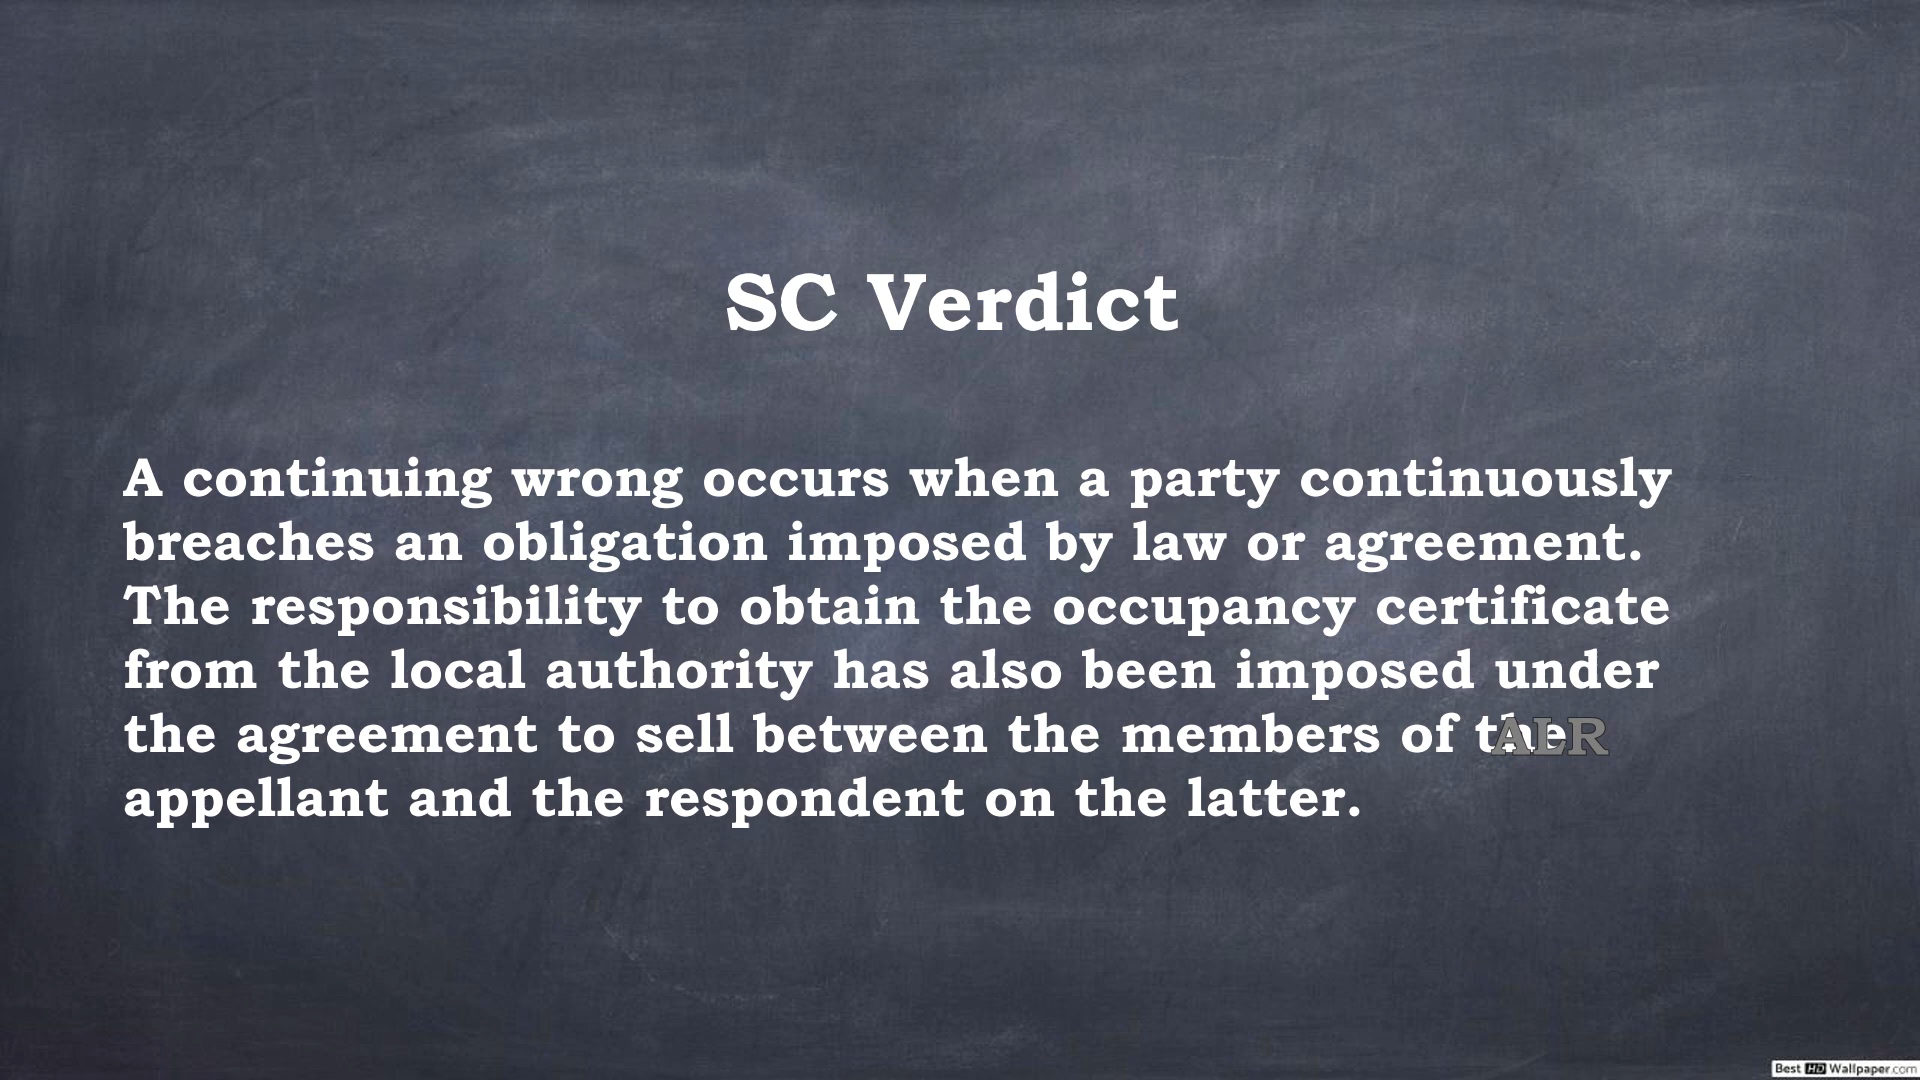 SC Verdict
A continuing wrong occurs when a party continuously
breaches an obligation imposed by law or agreement.
The responsibility to obtain the occupancy certificate
from the local authority has also been imposed under
the agreement to sell between the members of the
ALR
appellant and the respondent on the latter.
Best HD Wallpaper.com